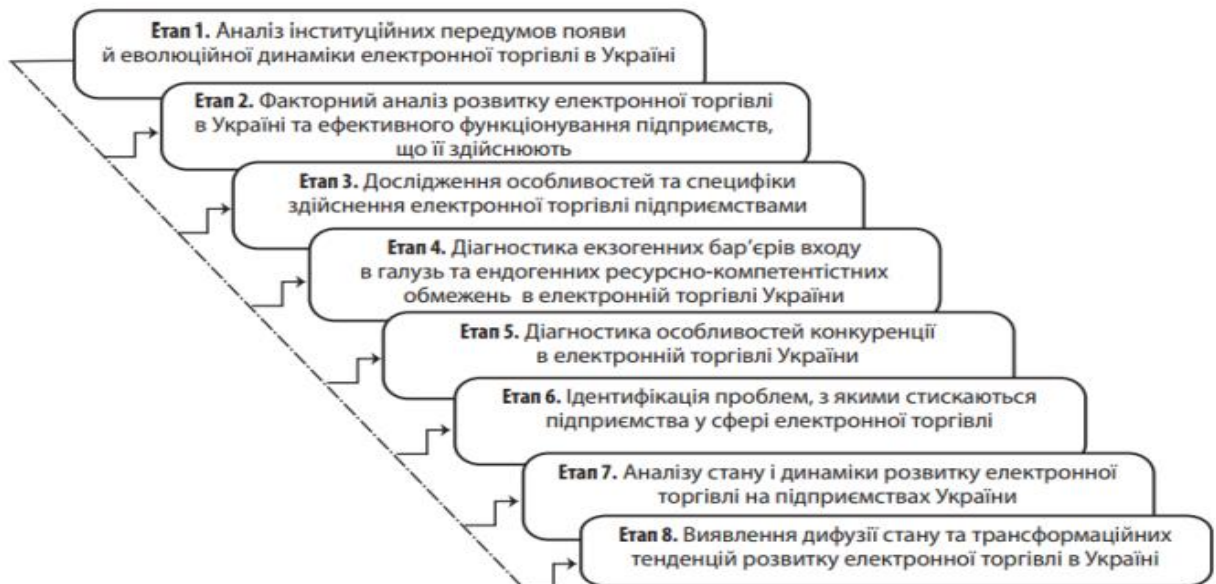 Етап 1. Аналіз інституційних передумов появи
й еволюційної динаміки електронної торгівлі в Україні
Етап 2. Факторний аналіз розвитку електронної торгівлі
в Україні та ефективного функціонування підприємств,
що її здійснюють
Етап 3. Дослідження особливостей та специфіки
здійснення електронної торгівлі підприємствами
Етап 4. Діагностика екзогенних бар’єрів входу
в галузь та ендогенних ресурсно-компетентістних
обмежень в електронній торгівлі України
Етап 5. Діагностика особливостей конкуренції
в електронній торгівлі України
Етап 6. Ідентифікація проблем, з якими стискаються
підприємства у сфері електронної торгівлі
Етап 7. Аналізу стану і динаміки розвитку електронної
торгівлі на підприємствах України
Етап 8. Виявлення дифузії стану та трансформаційних
тенденцій розвитку електронної торгівлі в Україні